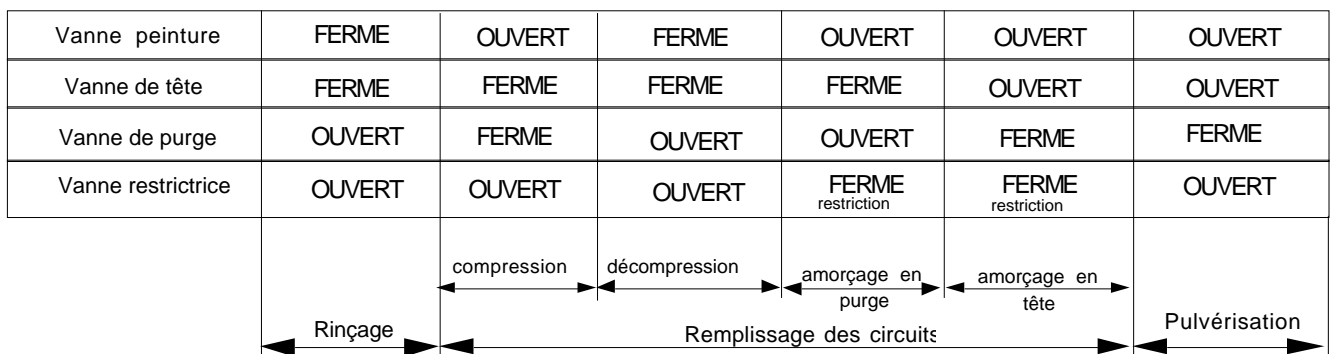 Vanne peinture FERME OUVERT FERME OUVERT OUVERT OUVERT
Vanne de tête FERME FERME FERME FERME OUVERT OUVERT
Vanne de purge OUVERT FERME OUVERT OUVERT FERME FERME
Vanne restrictrice OUVERT OUVERT OUVERT FERME FERME OUVERT
restriction restriction
compression décompression amorçage en amorçage en
purge tête
Rinçage Remplissage des circuits Pulvérisation